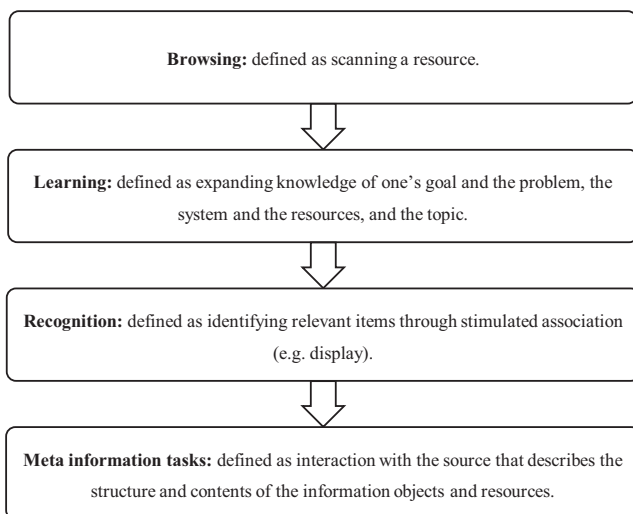 Browsing: defined as scanning a resource.
Learning: defined as expanding knowledge of one’s goal and the problem, the
system and the resources, and the topic.
Recognition: defined as identifying relevant items through stimulated association
(e.g. display).
Meta information tasks: defined as interaction with the source that describes the
structure and contents of the information objects and resources.